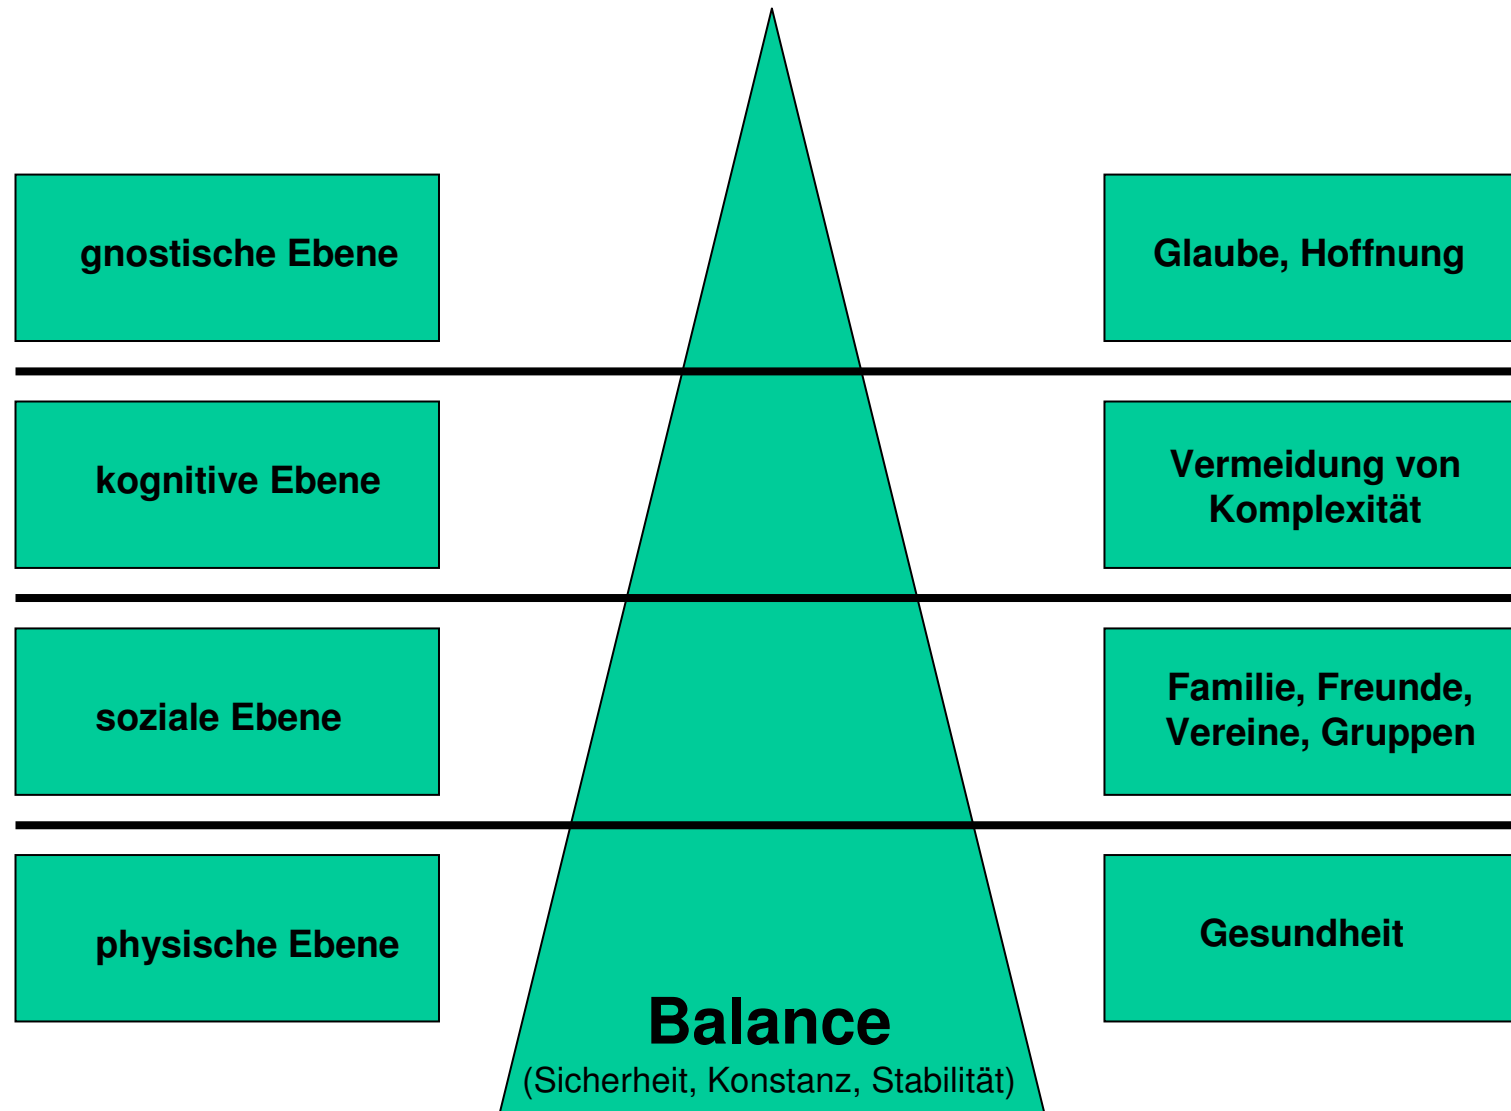 gnostische Ebene
Glaube, Hoffnung
kognitive Ebene
Vermeidung von
Komplexität
soziale Ebene
Familie, Freunde,
Vereine, Gruppen
physische Ebene
Gesundheit
Balance
(Sicherheit, Konstanz, Stabilität)